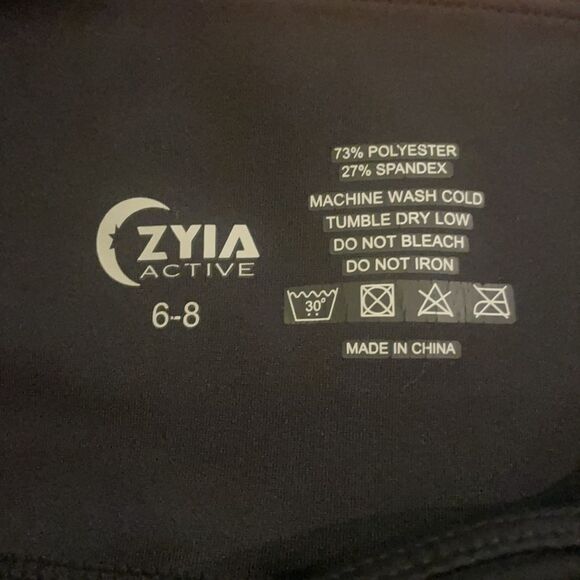 ZYIA
ACTIVE
6-8
73% POLYESTER
27% SPANDEX
MACHINE WASH COLD
TUMBLE DRY LOW
DO NOT BLEACH
DO NOT IRON
30°
MADE IN CHINA